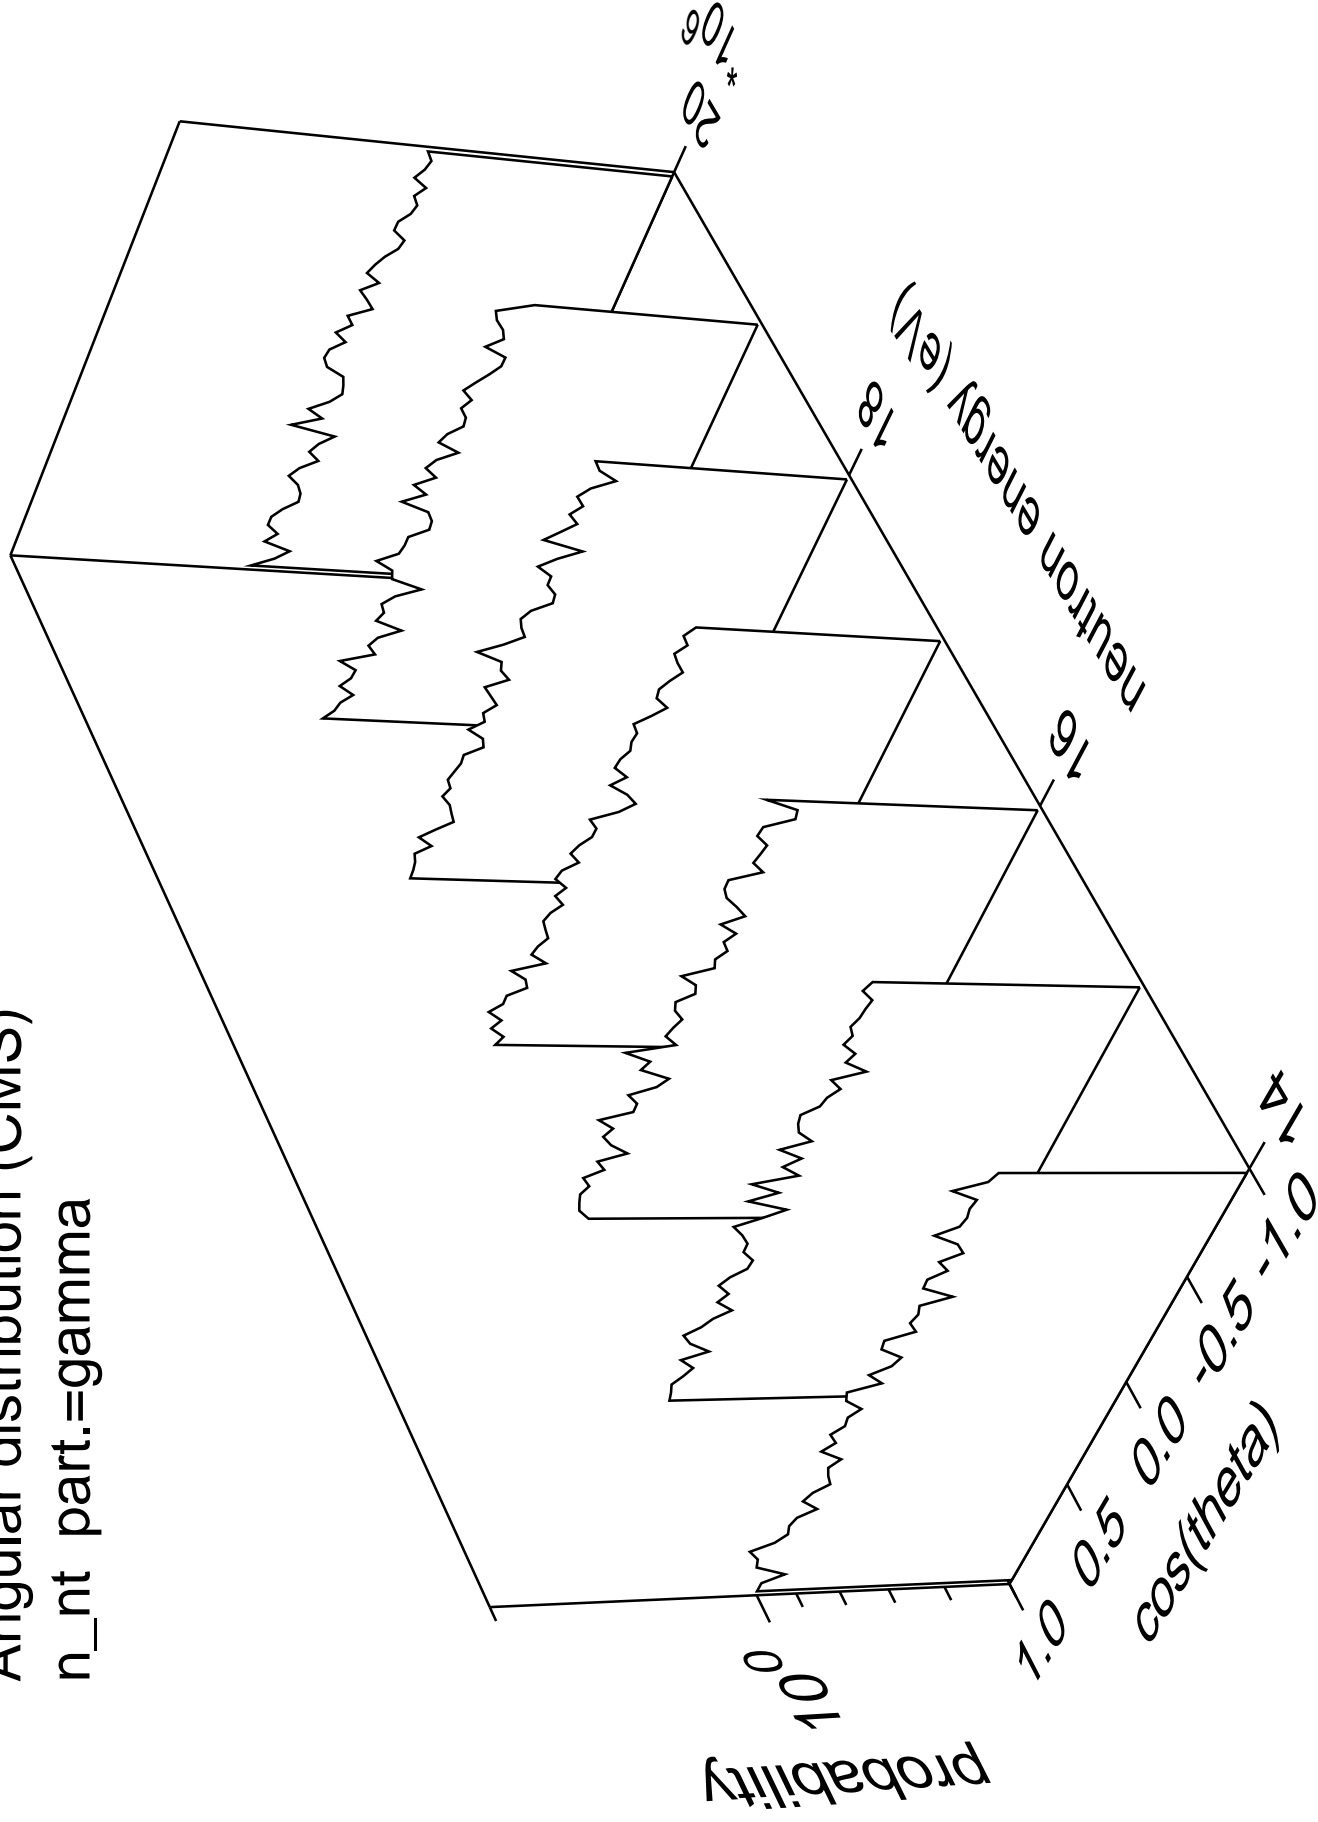 Angular distribution (CMS)
n_nt part.=gamma
probability
10^0
1.0
0.5
0.0
-0.5
-1.0
cos(theta)
14
16
18
20
*10^6
neutron energy (eV)